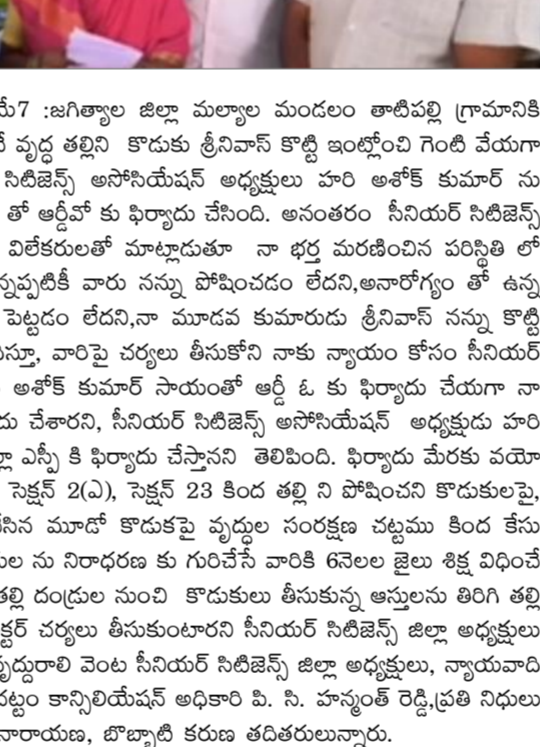 మే7 :జగిత్యాల జిల్లా మల్యాల మండలం తాటిపల్లి గ్రామానికి
వృద్ధ తల్లిని కొడుకు శ్రీనివాస్ కొట్టి ఇంట్లోంచి గెంటి వేయగా
సిటిజెన్స్ అసోసియేషన్ అధ్యక్షులు హరి అశోక్ కుమార్ ను
తో ఆర్డీవో కు ఫిర్యాదు చేసింది. అనంతరం సీనియర్ సిటిజెన్స్
విలేకరులతో మాట్లాడుతూ నా భర్త మరణించిన పరిస్థితి లో
న్నప్పటికీ వారు నన్ను పోషించడం లేదని,అనారోగ్యం తో ఉన్న
పెట్టడం లేదని,నా మూడవ కుమారుడు శ్రీనివాస్ నన్ను కొట్టి
స్తూ, వారిపై చర్యలు తీసుకోని నాకు న్యాయం కోసం సీనియర్
అశోక్ కుమార్ సాయంతో ఆర్డీ ఓ కు ఫిర్యాదు చేయగా నా
దు చేశారని, సీనియర్ సిటిజెన్స్ అసోసియేషన్ అధ్యక్షుడు హరి
ల్లా ఎస్పీ కి ఫిర్యాదు చేస్తానని తెలిపింది. ఫిర్యాదు మేరకు వయో
సెక్షన్ 2(ఎ), సెక్షన్ 23 కింద తల్లి ని పోషించని కొడుకులపై,
సిన మూడో కొడుకపై వృద్ధుల సంరక్షణ చట్టము కింద కేసు
ల ను నిరాధరణ కు గురిచేసే వారికి 6నెలల జైలు శిక్ష విధించే
తల్లి దండ్రుల నుంచి కొడుకులు తీసుకున్న ఆస్తులను తిరిగి తల్లి
క్టర్ చర్యలు తీసుకుంటారని సీనియర్ సిటిజెన్స్ జిల్లా అధ్యక్షులు
వృద్దురాలి వెంట సీనియర్ సిటిజెన్స్ జిల్లా అధ్యక్షులు, న్యాయవాది
చట్టం కాన్సిలియేషన్ అధికారి పి. సి. హన్మంత్ రెడ్డి,ప్రతి నిధులు
నారాయణ, బొబ్బాటి కరుణ తదితరులున్నారు.